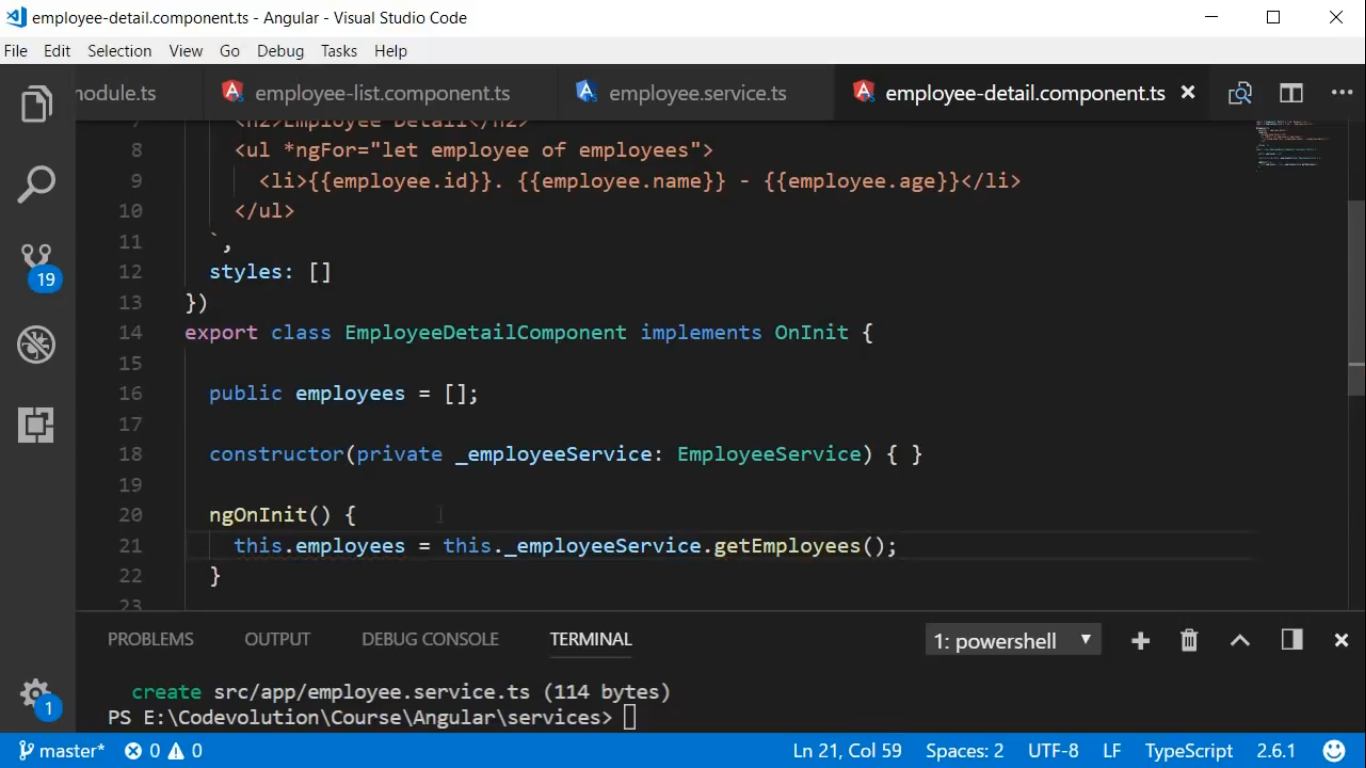 employee-detail.component.ts - Angular - Visual Studio Code
File Edit Selection View Go Debug Tasks Help
module.ts employee-list.component.ts employee.service.ts employee-detail.component.ts
7 <h2>Employee Detail</h2>
8 <ul *ngFor="let employee of employees">
9 <li>{{employee.id}}. {{employee.name}} - {{employee.age}}</li>
10 </ul>
11 `,
12 styles: []
13 })
14 export class EmployeeDetailComponent implements OnInit {
15
16 public employees = [];
17
18 constructor(private _employeeService: EmployeeService) { }
19
20 ngOnInit() {
21 this.employees = this._employeeService.getEmployees();
22 }
23
19
1
PROBLEMS OUTPUT DEBUG CONSOLE TERMINAL 1: powershell
create src/app/employee.service.ts (114 bytes)
PS E:\Codevolution\Course\Angular\services>
master* 0 0 Ln 21, Col 59 Spaces: 2 UTF-8 LF TypeScript 2.6.1